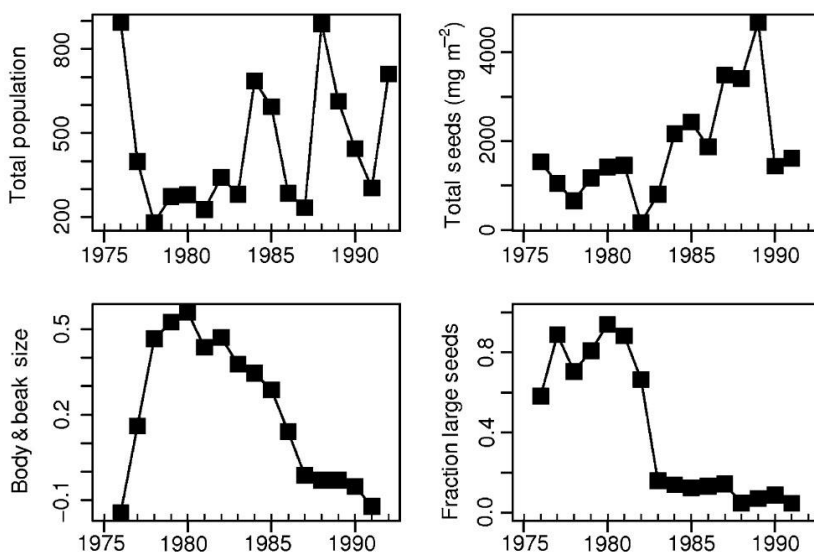 Total population
800
500
200
1975 1980 1985 1990
Total seeds (mg m⁻²)
4000
2000
0
1975 1980 1985 1990
Body & beak size
0.5
0.2
−0.1
1975 1980 1985 1990
Fraction large seeds
0.8
0.4
0.0
1975 1980 1985 1990